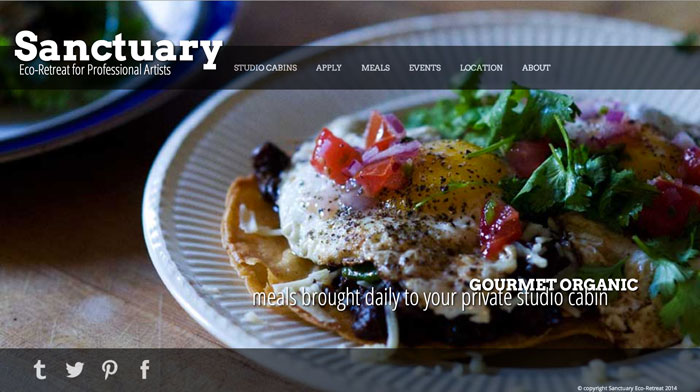 Sanctuary
Eco-Retreat for Professional Artists
STUDIO CABINS APPLY MEALS EVENTS LOCATION ABOUT
GOURMET ORGANIC
meals brought daily to your private studio cabin
© copyright Sanctuary Eco-Retreat 2014